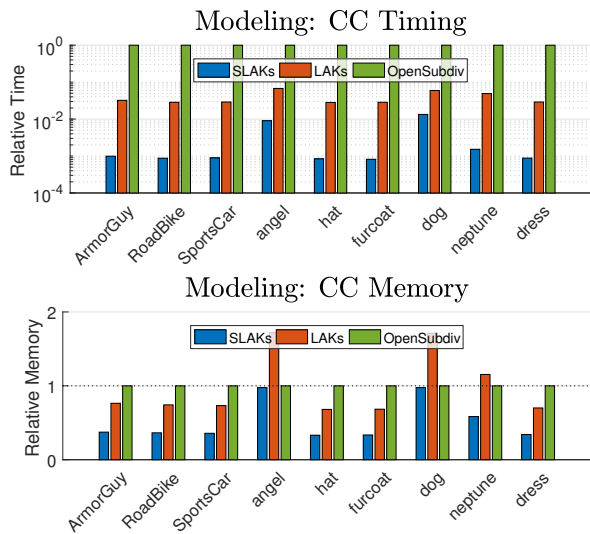 Modeling: CC Timing
10^0
10^-2
10^-4
Relative Time
SLAKs LAKs OpenSubdiv
ArmorGuy RoadBike SportsCar angel hat furcoat dog neptune dress
Modeling: CC Memory
2
1
0
Relative Memory
SLAKs LAKs OpenSubdiv
ArmorGuy RoadBike SportsCar angel hat furcoat dog neptune dress